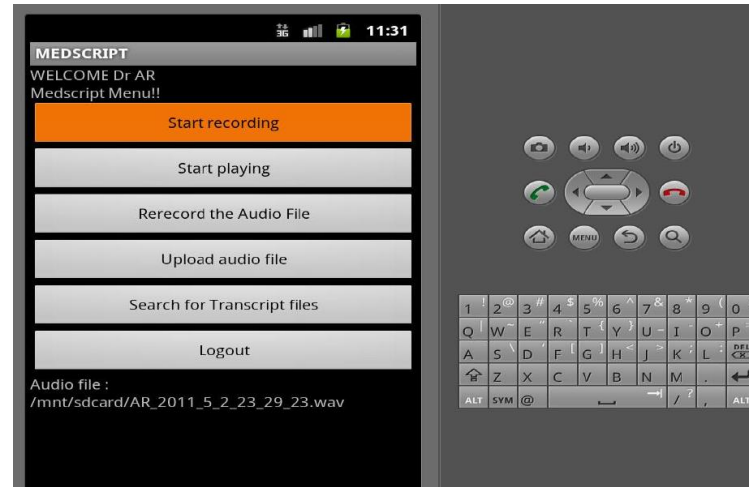 3G 11:31
MEDSCRIPT
WELCOME Dr AR
Medscript Menu!!
Start recording
Start playing
Rerecord the Audio File
Upload audio file
Search for Transcript files
Logout
Audio file :
/mnt/sdcard/AR_2011_5_2_23_29_23.wav
MENU
1 ! 2 @ 3 # 4 $ 5 % 6 ^ 7 & 8 * 9 ( 0
Q | W ~ E " R ` T { Y } U - I - O + P =
A S \ D ' F [ G ] H < J > K ; L : DEL
Z X C V B N M .
ALT SYM @ / ? , ALT